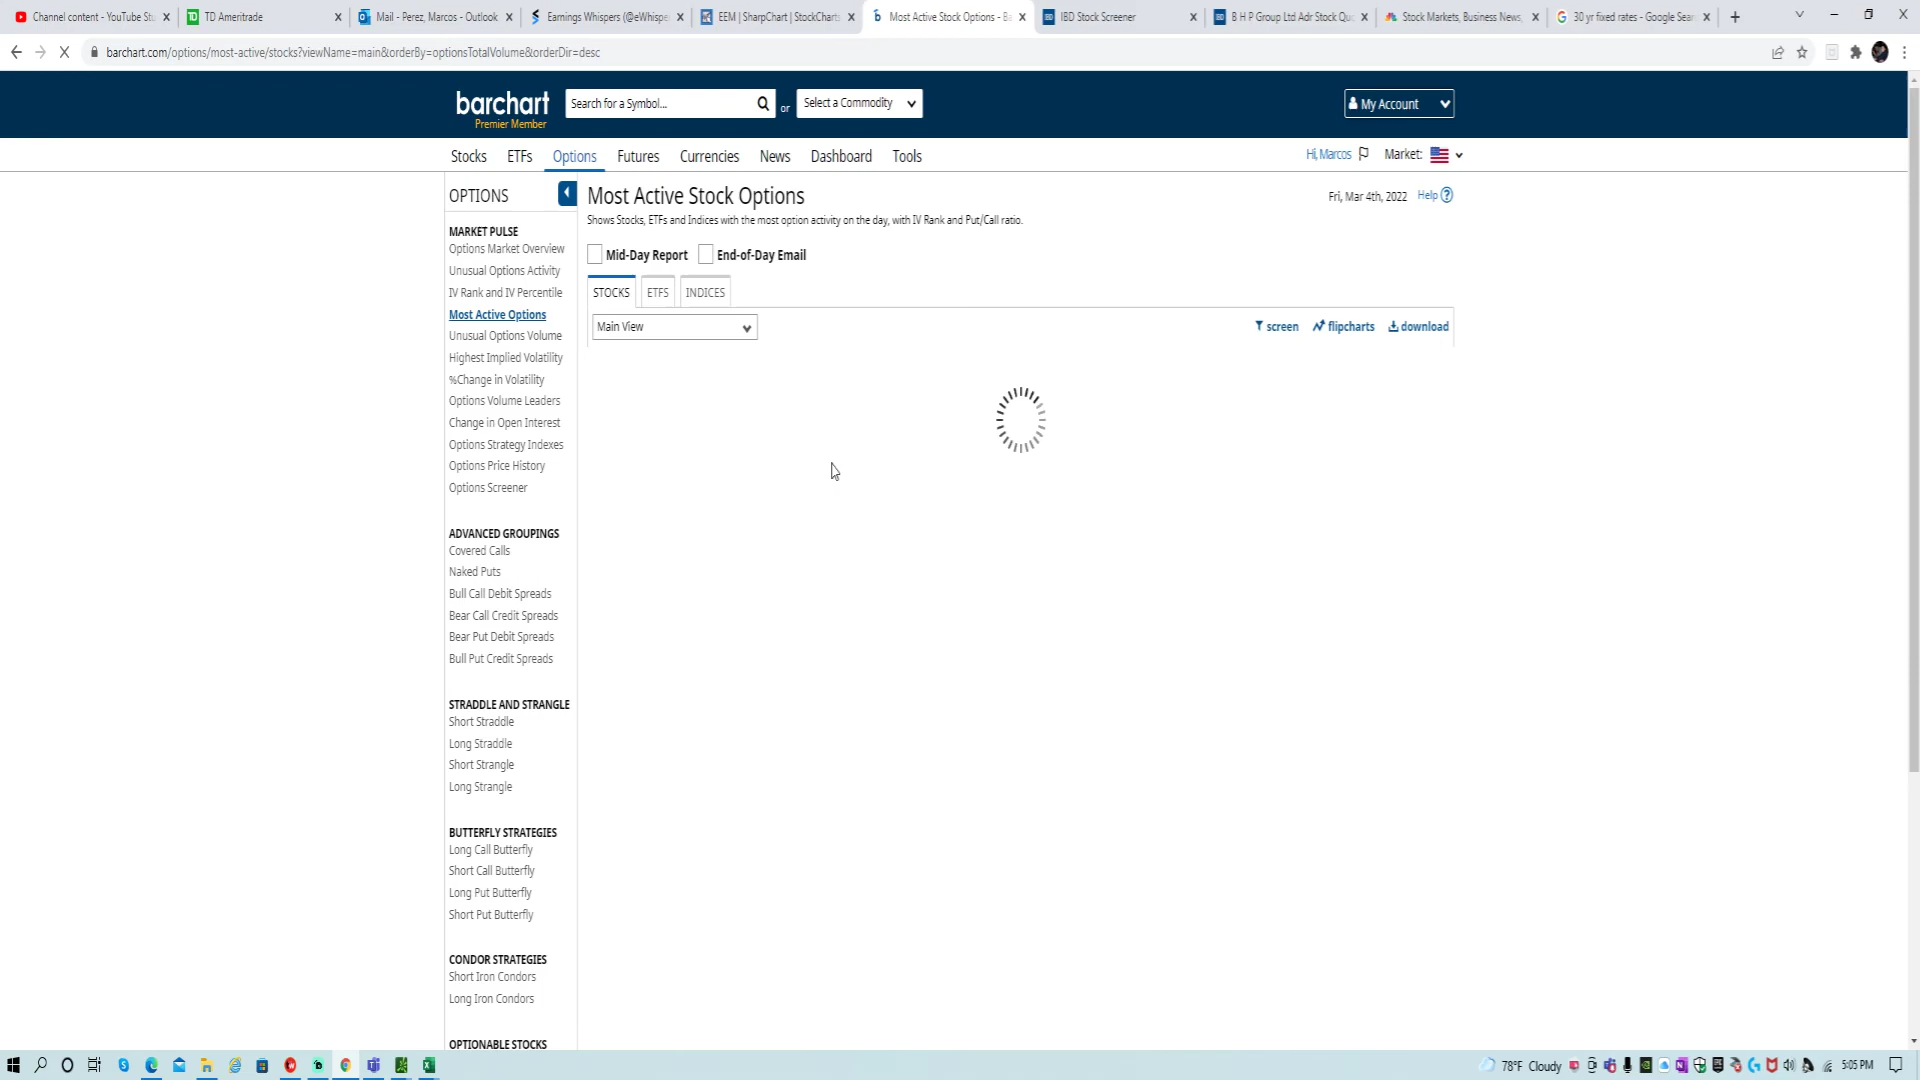 Channel content - YouTube Stu
TD Ameritrade
Mail - Perez, Marcos - Outlook
Earnings Whispers (@eWhispe
EEM | SharpChart | StockCharts
Most Active Stock Options - Ba
IBD Stock Screener
B H P Group Ltd Adr Stock Quo
Stock Markets, Business News,
30 yr fixed rates - Google Sear
barchart.com/options/most-active/stocks?viewName=main&orderBy=optionsTotalVolume&orderDir=desc
barchart
Premier Member
Search for a Symbol...
or
Select a Commodity
My Account
Stocks ETFs Options Futures Currencies News Dashboard Tools
Hi, Marcos Market:
OPTIONS
Most Active Stock Options
Fri, Mar 4th, 2022 Help ?
Shows Stocks, ETFs and Indices with the most option activity on the day, with IV Rank and Put/Call ratio.
Mid-Day Report End-of-Day Email
STOCKS ETFS INDICES
Main View
screen flipcharts download
MARKET PULSE
Options Market Overview
Unusual Options Activity
IV Rank and IV Percentile
Most Active Options
Unusual Options Volume
Highest Implied Volatility
%Change in Volatility
Options Volume Leaders
Change in Open Interest
Options Strategy Indexes
Options Price History
Options Screener
ADVANCED GROUPINGS
Covered Calls
Naked Puts
Bull Call Debit Spreads
Bear Call Credit Spreads
Bear Put Debit Spreads
Bull Put Credit Spreads
STRADDLE AND STRANGLE
Short Straddle
Long Straddle
Short Strangle
Long Strangle
BUTTERFLY STRATEGIES
Long Call Butterfly
Short Call Butterfly
Long Put Butterfly
Short Put Butterfly
CONDOR STRATEGIES
Short Iron Condors
Long Iron Condors
OPTIONABLE STOCKS
78°F Cloudy
5:05 PM